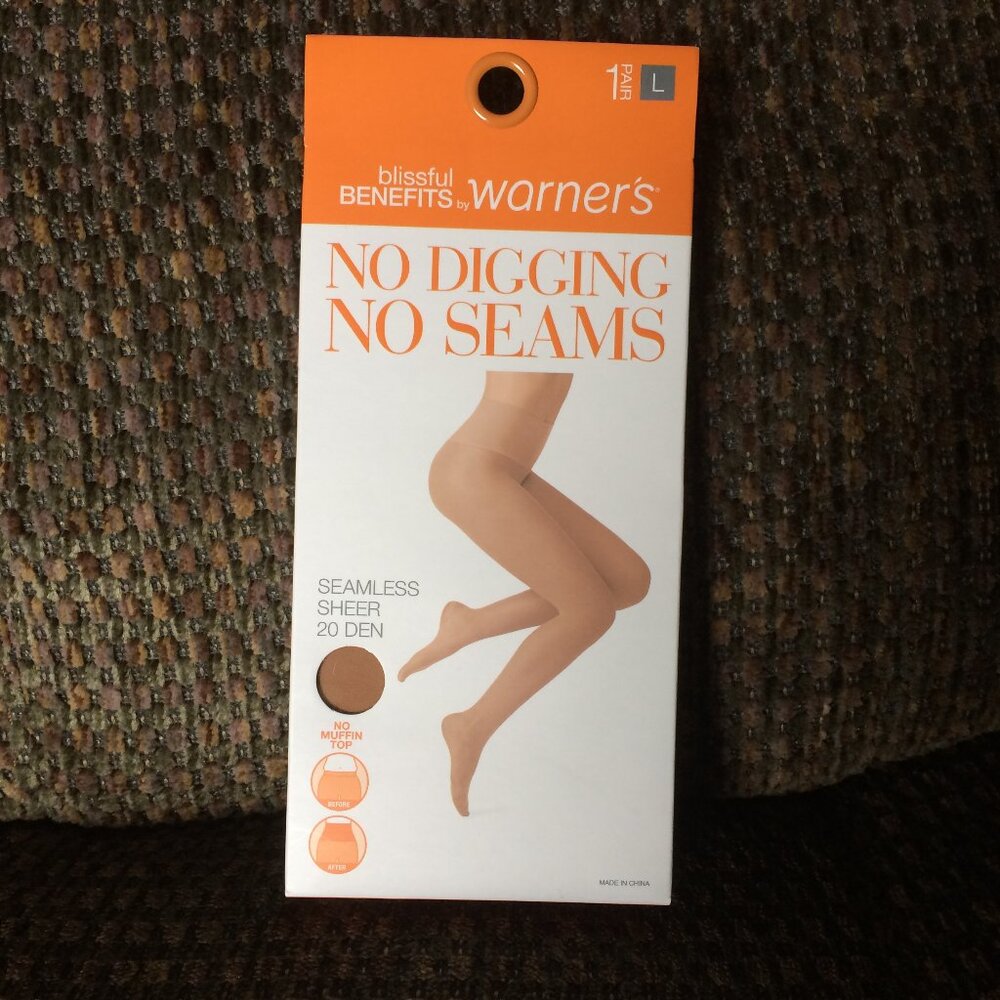 1 PAIR L
blissful
BENEFITS by warner's®
NO DIGGING
NO SEAMS
SEAMLESS
SHEER
20 DEN
NO
MUFFIN
TOP
BEFORE
AFTER
MADE IN CHINA